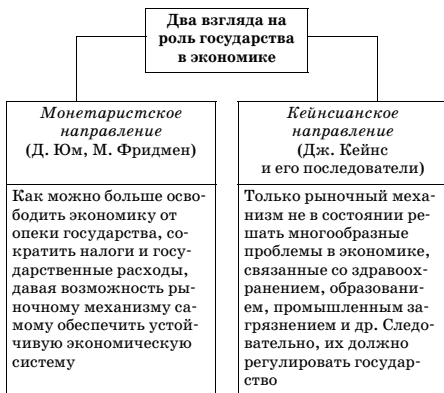 Два взгляда на
роль государства
в экономике
Монетаристское
направление
(Д. Юм, М. Фридмен)
Как можно больше осво-
бодить экономику от
опеки государства, со-
кратить налоги и госу-
дарственные расходы,
давая возможность ры-
ночному механизму са-
мому обеспечить устой-
чивую экономическую
систему
Кейнсианское
направление
(Дж. Кейнс
и его последователи)
Только рыночный меха-
низм не в состоянии ре-
шать многообразные
проблемы в экономике,
связанные со здравоох-
ранением, образовани-
ем, промышленным за-
грязнением и др. Следо-
вательно, их должно
регулировать государ-
ство